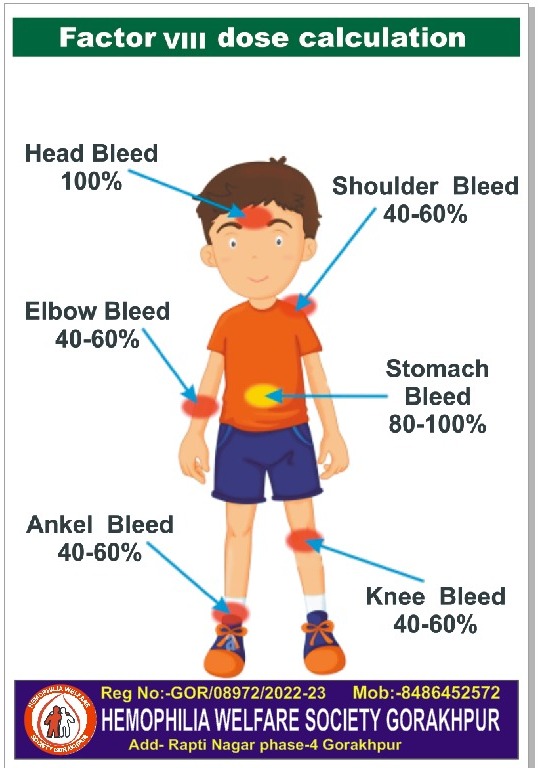 Factor VIII dose calculation
Head Bleed
100%
Shoulder Bleed
40-60%
Elbow Bleed
40-60%
Stomach
Bleed
80-100%
Ankel Bleed
40-60%
Knee Bleed
40-60%
Reg No:-GOR/08972/2022-23 Mob:-8486452572
HEMOPHILIA WELFARE SOCIETY GORAKHPUR
Add- Rapti Nagar phase-4 Gorakhpur
HEMOPHILIA WELFARE
SOCIETY GORAKHPUR